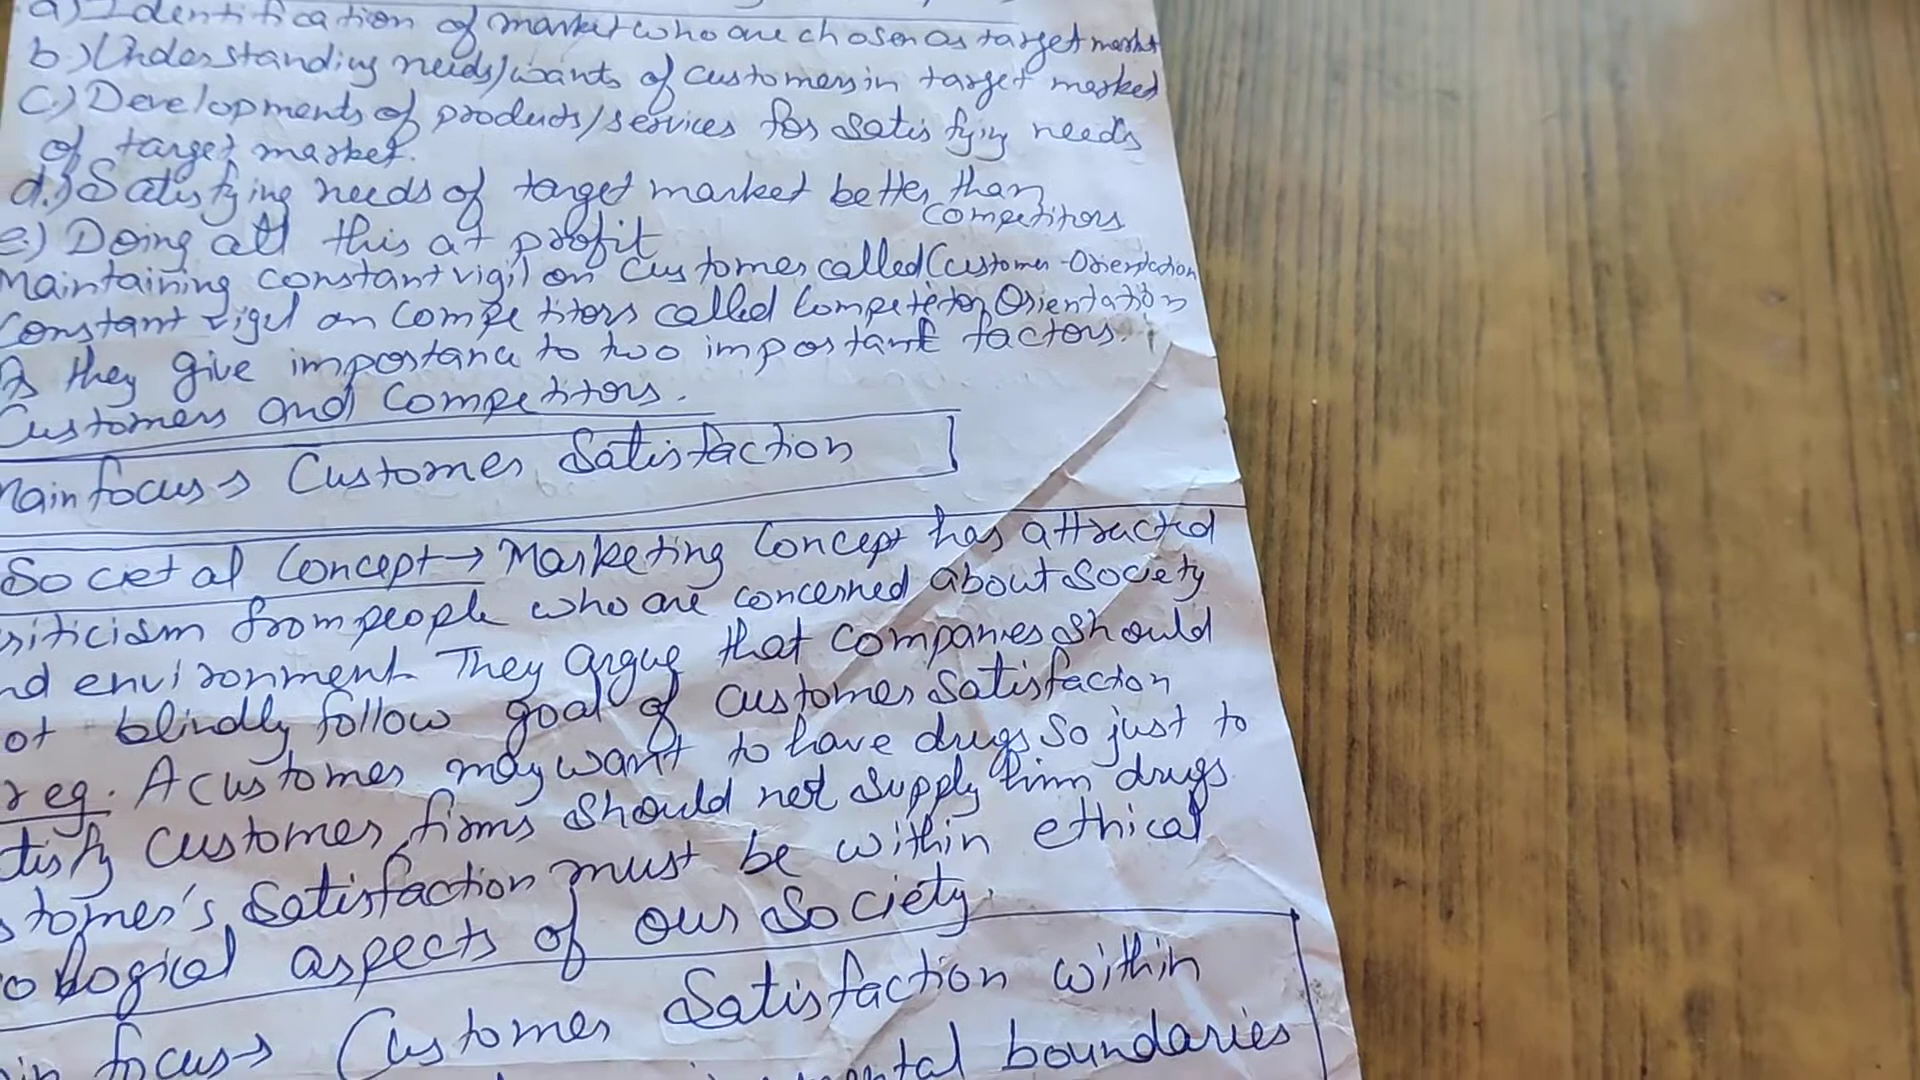 a) Identification of market who are chosen as target market
b.) Understanding needs/wants of customers in target market
c.) Developments of products/services for satisfying needs
of target market.
d.) Satisfying needs of target market better than
competitors
e.) Doing all this at profit
Maintaining constant vigil on customer called Customer-Orientation
Constant vigil on competitors called Competitor Orientation
As they give importance to two important factors.
Customers and Competitors.
Main focus → Customer Satisfaction
Societal Concept → Marketing Concept has attracted
riticism from people who are concerned about society
nd environment. They argue that companies should
ot blindly follow goal of customer satisfaction
r eg. A customer may want to have drugs so just to
tisfy customer, firms should not supply him drugs.
stomer's satisfaction must be within ethical
ological aspects of our society.
in focus → Customer Satisfaction within
mental boundaries